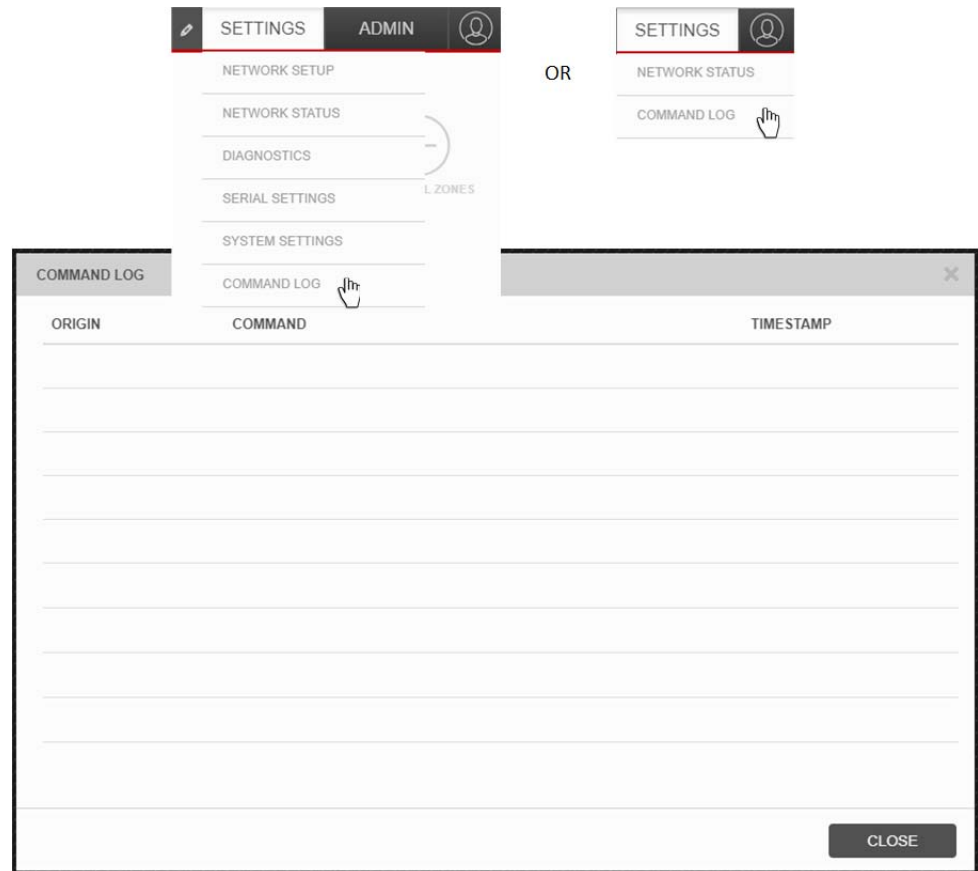 SETTINGS ADMIN
NETWORK SETUP
NETWORK STATUS
DIAGNOSTICS
SERIAL SETTINGS
SYSTEM SETTINGS
COMMAND LOG
L ZONES
OR
SETTINGS
NETWORK STATUS
COMMAND LOG
COMMAND LOG
ORIGIN COMMAND TIMESTAMP
CLOSE